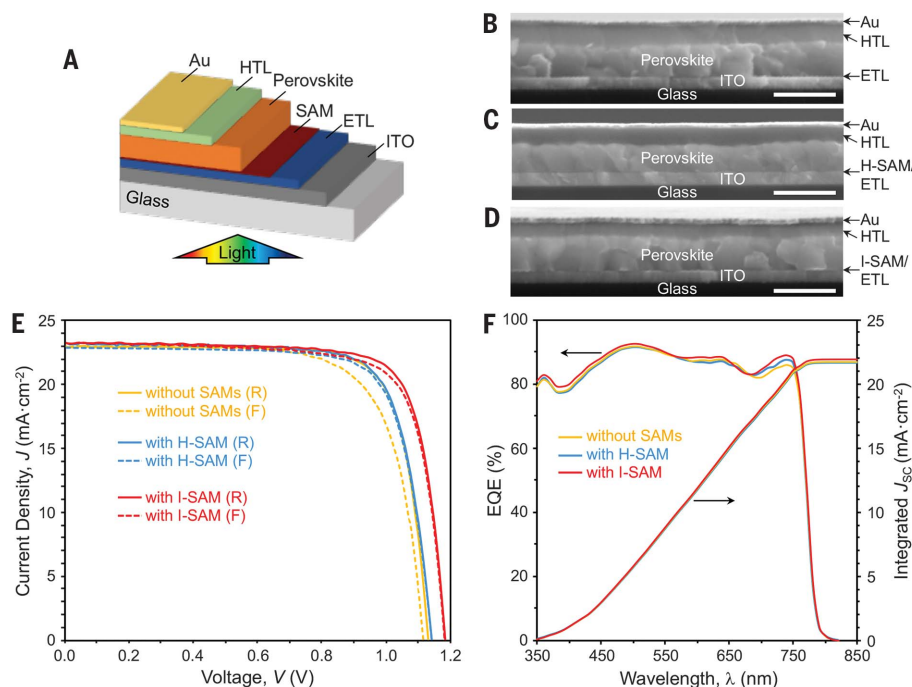 A
Au
HTL
Perovskite
SAM
ETL
ITO
Glass
Light
B
Au
HTL
Perovskite
ETL
ITO
Glass
C
Au
HTL
Perovskite
H-SAM/
ETL
ITO
Glass
D
Au
HTL
Perovskite
I-SAM/
ETL
ITO
Glass
E
Current Density, J (mA·cm-2)
25
20
15
10
5
0
without SAMs (R)
without SAMs (F)
with H-SAM (R)
with H-SAM (F)
with I-SAM (R)
with I-SAM (F)
0.0 0.2 0.4 0.6 0.8 1.0 1.2
Voltage, V (V)
F
EQE (%)
100
80
60
40
20
0
without SAMs
with H-SAM
with I-SAM
25
20
15
10
5
0
Integrated JSC (mA·cm-2)
350 450 550 650 750 850
Wavelength, λ (nm)